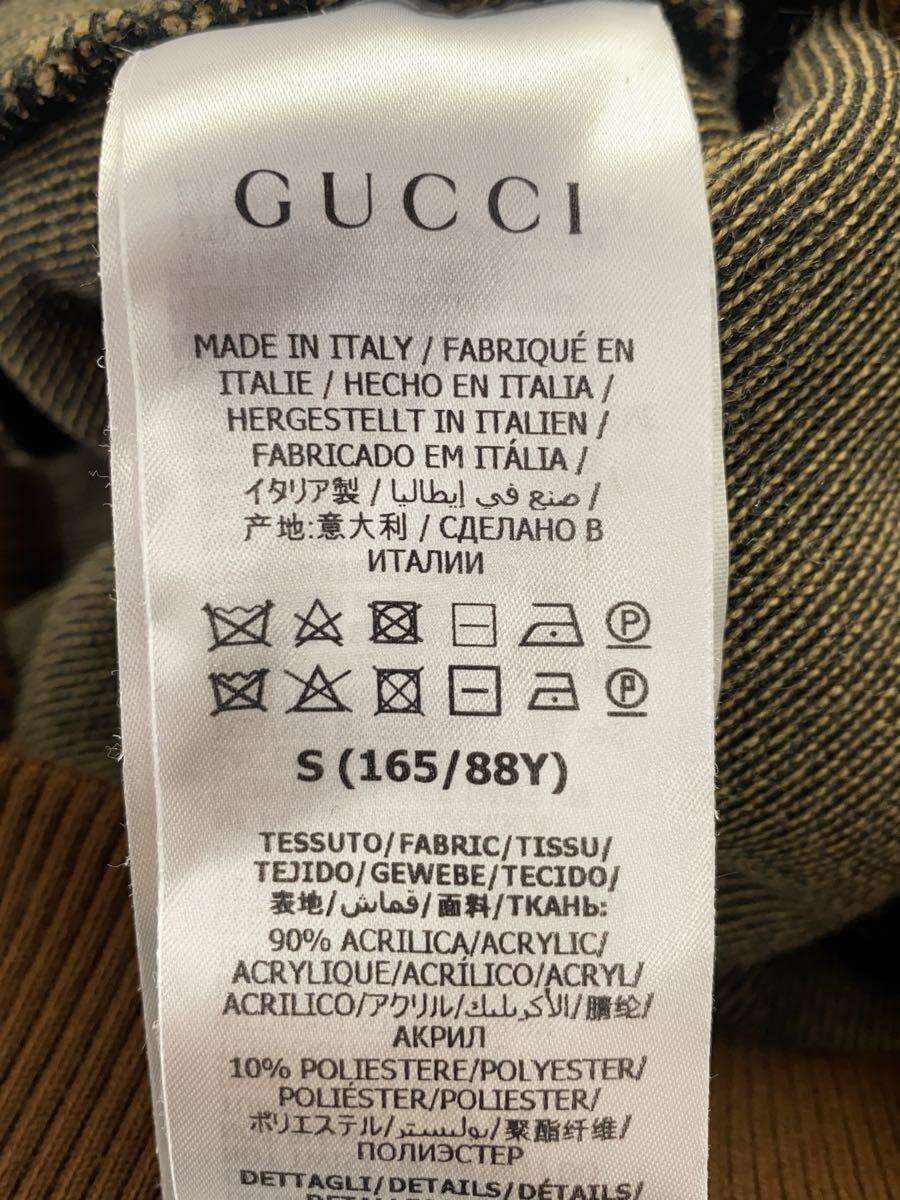 GUCCI
MADE IN ITALY / FABRIQUÉ EN
ITALIE / HECHO EN ITALIA /
HERGESTELLT IN ITALIEN /
FABRICADO EM ITÁLIA /
イタリア製 / صنع في إيطاليا /
产地:意大利 / СДЕЛАНО В
ИТАЛИИ
P
P
S (165/88Y)
TESSUTO/FABRIC/TISSU/
TEJIDO/GEWEBE/TECIDO/
表地/قماش/面料/ТКАНЬ:
90% ACRILICA/ACRYLIC/
ACRYLIQUE/ACRÍLICO/ACRYL/
ACRILICO/アクリル/الأكريليك/腈纶/
АКРИЛ
10% POLIESTERE/POLYESTER/
POLIÉSTER/POLIESTER/
ポリエステル/بوليستر/聚酯纤维/
ПОЛИЭСТЕР
DETTAGLI/DETAILS/DÉTAILS/